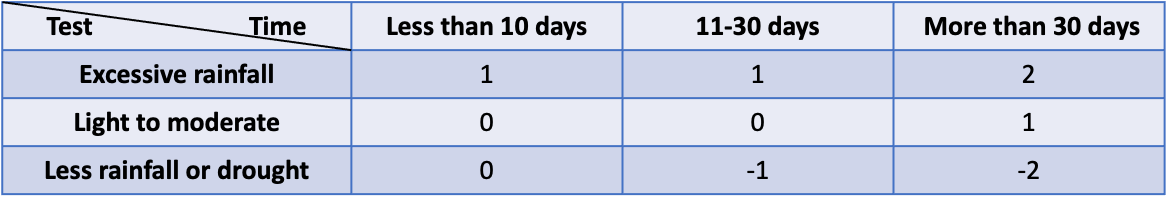 Test Time Less than 10 days 11-30 days More than 30 days
Excessive rainfall 1 1 2
Light to moderate 0 0 1
Less rainfall or drought 0 -1 -2